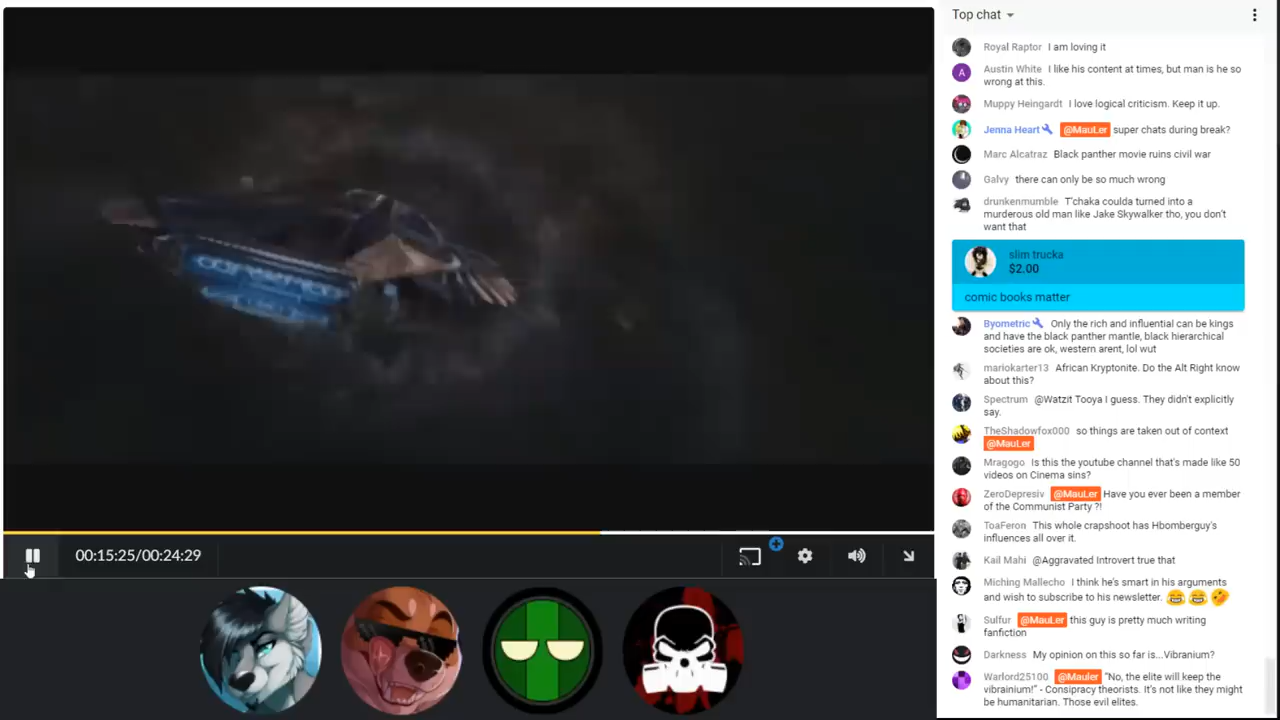 Top chat
Royal Raptor I am loving it
Austin White I like his content at times, but man is he so
wrong at this.
Muppy Heingardt I love logical criticism. Keep it up.
Jenna Heart @MauLer super chats during break?
Marc Alcatraz Black panther movie ruins civil war
Galvy there can only be so much wrong
drunkenmumble T'chaka coulda turned into a
murderous old man like Jake Skywalker tho, you don't
want that
slim trucka
$2.00
comic books matter
Byometric Only the rich and influential can be kings
and have the black panther mantle, black hierarchical
societies are ok, western arent, lol wut
mariokarter13 African Kryptonite. Do the Alt Right know
about this?
Spectrum @Watzit Tooya I guess. They didn't explicitly
say.
TheShadowfox000 so things are taken out of context
@MauLer
Mragogo Is this the youtube channel that's made like 50
videos on Cinema sins?
ZeroDepresiv @MauLer Have you ever been a member
of the Communist Party ?!
ToaFeron This whole crapshoot has Hbomberguy's
influences all over it.
Kail Mahi @Aggravated Introvert true that
Miching Mallecho I think he's smart in his arguments
and wish to subscribe to his newsletter. 😂 😂 🤣
Sulfur @MauLer this guy is pretty much writing
fanfiction
Darkness My opinion on this so far is...Vibranium?
Warlord25100 @Mauler "No, the elite will keep the
vibrainium!" - Conspiracy theorists. It's not like they might
be humanitarian. Those evil elites.
00:15:25/00:24:29
A